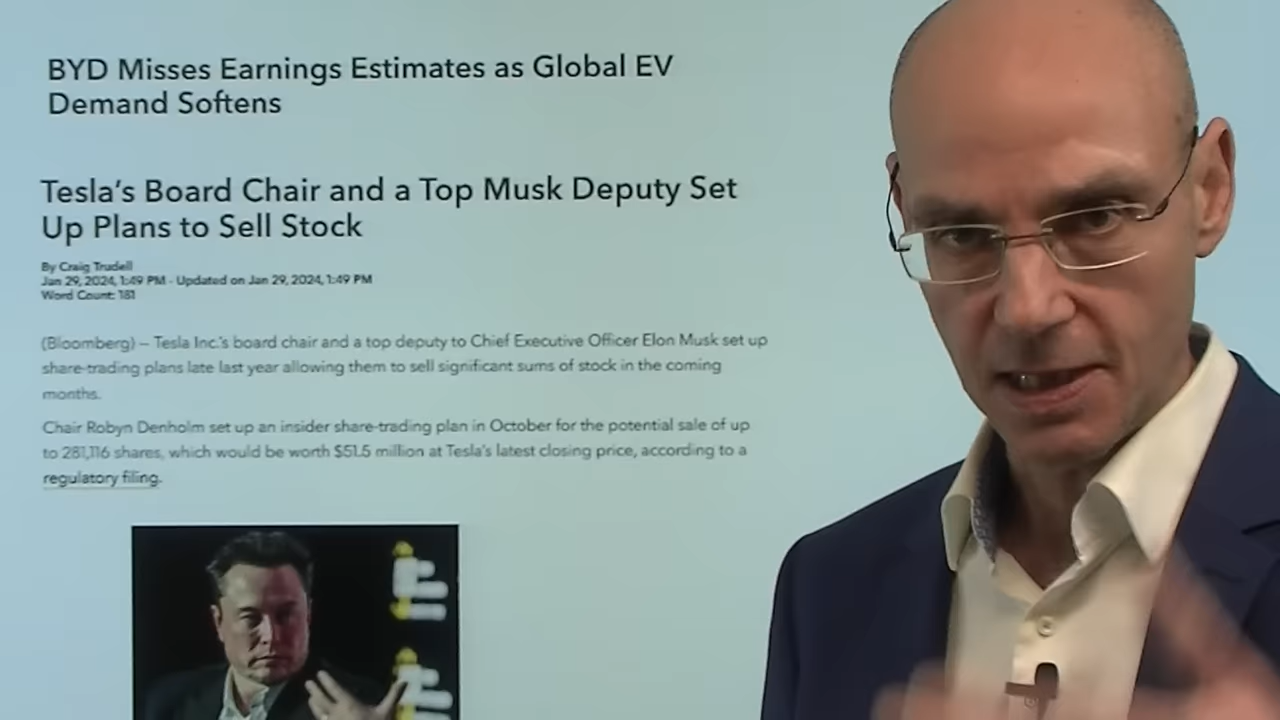 BYD Misses Earnings Estimates as Global EV
Demand Softens
Tesla's Board Chair and a Top Musk Deputy Set
Up Plans to Sell Stock
By Craig Trudell
Jan 29, 2024, 1:49 PM - Updated on Jan 29, 2024, 1:49 PM
Word Count: 181
(Bloomberg) – Tesla Inc.'s board chair and a top deputy to Chief Executive Officer Elon Musk set up
share-trading plans late last year allowing them to sell significant sums of stock in the coming
months.
Chair Robyn Denholm set up an insider share-trading plan in October for the potential sale of up
to 281,116 shares, which would be worth $51.5 million at Tesla's latest closing price, according to a
regulatory filing.